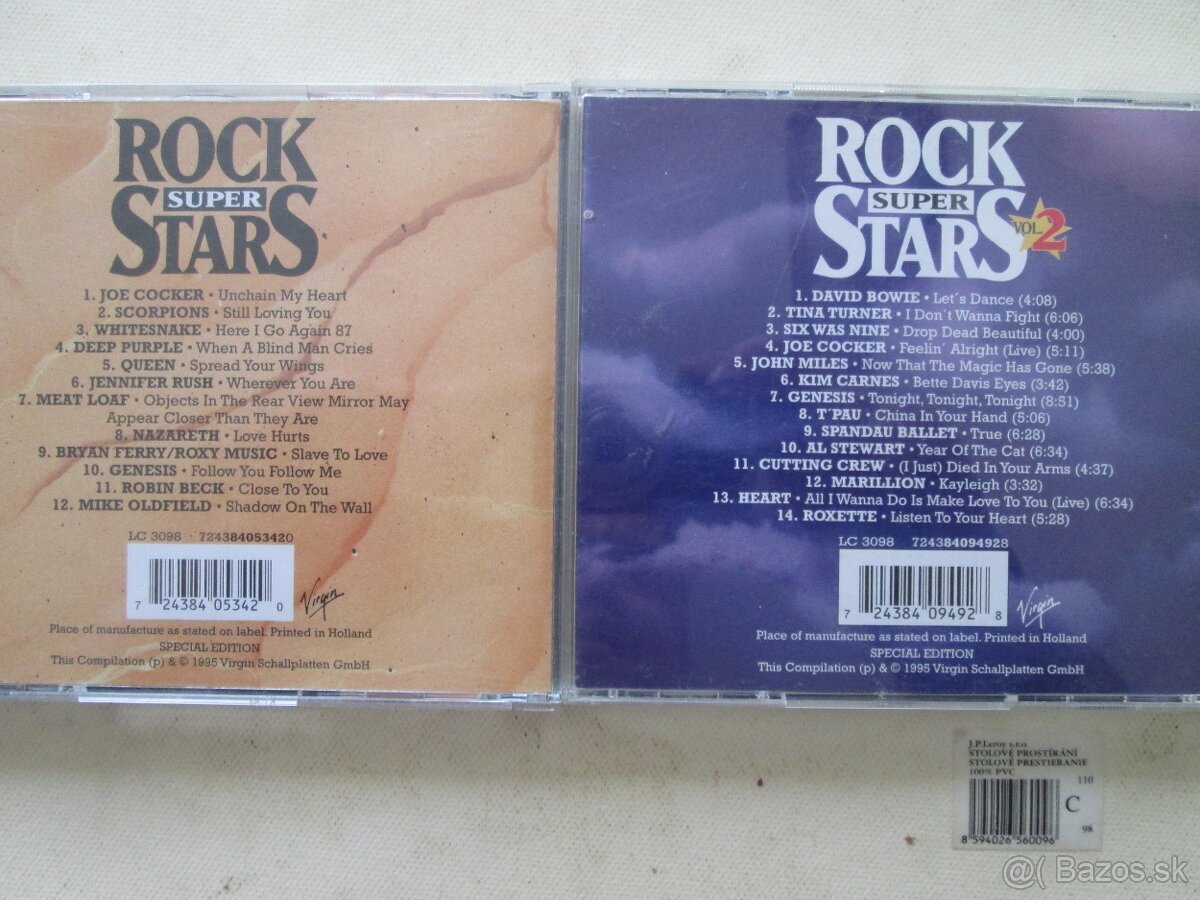 ROCK
SUPER
STARS
1. JOE COCKER • Unchain My Heart
2. SCORPIONS • Still Loving You
3. WHITESNAKE • Here I Go Again 87
4. DEEP PURPLE • When A Blind Man Cries
5. QUEEN • Spread Your Wings
6. JENNIFER RUSH • Wherever You Are
7. MEAT LOAF • Objects In The Rear View Mirror May
Appear Closer Than They Are
8. NAZARETH • Love Hurts
9. BRYAN FERRY/ROXY MUSIC • Slave To Love
10. GENESIS • Follow You Follow Me
11. ROBIN BECK • Close To You
12. MIKE OLDFIELD • Shadow On The Wall
LC 3098 724384053420
7 24384 05342 0
Virgin
Place of manufacture as stated on label. Printed in Holland
SPECIAL EDITION
This Compilation (p) & © 1995 Virgin Schallplatten GmbH
ROCK
SUPER
STARS VOL. 2
1. DAVID BOWIE • Let´s Dance (4:08)
2. TINA TURNER • I Don´t Wanna Fight (6:06)
3. SIX WAS NINE • Drop Dead Beautiful (4:00)
4. JOE COCKER • Feelin´ Alright (Live) (5:11)
5. JOHN MILES • Now That The Magic Has Gone (5:38)
6. KIM CARNES • Bette Davis Eyes (3:42)
7. GENESIS • Tonight, Tonight, Tonight (8:51)
8. T´PAU • China In Your Hand (5:06)
9. SPANDAU BALLET • True (6:28)
10. AL STEWART • Year Of The Cat (6:34)
11. CUTTING CREW • (I Just) Died In Your Arms (4:37)
12. MARILLION • Kayleigh (3:32)
13. HEART • All I Wanna Do Is Make Love To You (Live) (6:34)
14. ROXETTE • Listen To Your Heart (5:28)
LC 3098 724384094928
7 24384 09492 8
Virgin
Place of manufacture as stated on label. Printed in Holland
SPECIAL EDITION
This Compilation (p) & © 1995 Virgin Schallplatten GmbH
J.P.Leroy s.r.o.
STOLOVÉ PROSTÍRÁNÍ
STOLOVÉ PRESTIERANIE
100% PVC
110
C
98
8 594026 560096
@( Bazos.sk